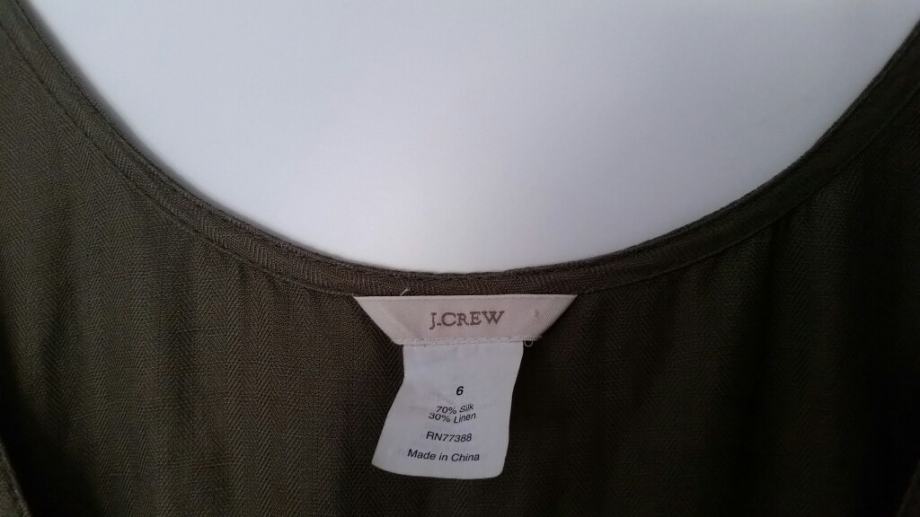 J.CREW
6
70% Silk
30% Linen
RN77388
Made in China